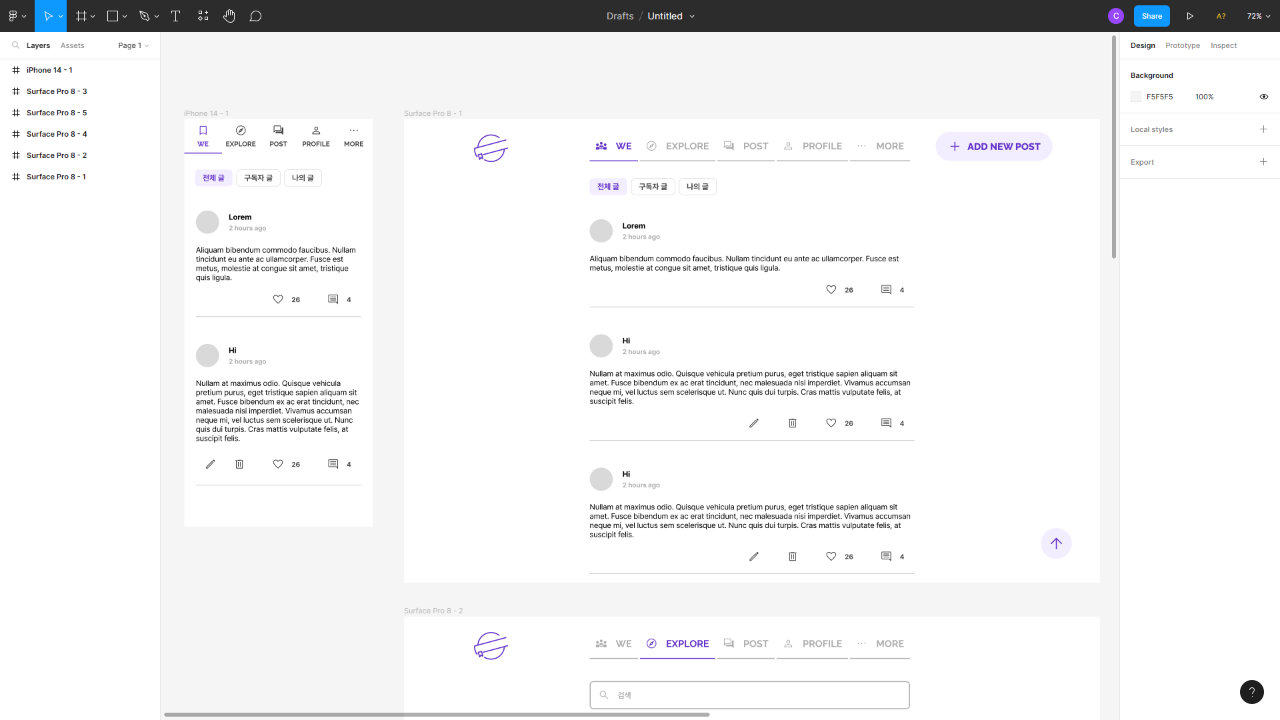 Drafts / Untitled
C
Share
A?
72%
Layers
Assets
Page 1
iPhone 14 - 1
Surface Pro 8 - 3
Surface Pro 8 - 5
Surface Pro 8 - 4
Surface Pro 8 - 2
Surface Pro 8 - 1
iPhone 14 - 1
WE
EXPLORE
POST
PROFILE
MORE
전체 글
구독자 글
나의 글
Lorem
2 hours ago
Aliquam bibendum commodo faucibus. Nullam
tincidunt eu ante ac ullamcorper. Fusce est
metus, molestie at congue sit amet, tristique
quis ligula.
26
4
Hi
2 hours ago
Nullam at maximus odio. Quisque vehicula
pretium purus, eget tristique sapien aliquam sit
amet. Fusce bibendum ex ac erat tincidunt, nec
malesuada nisi imperdiet. Vivamus accumsan
neque mi, vel luctus sem scelerisque ut. Nunc
quis dui turpis. Cras mattis vulputate felis, at
suscipit felis.
26
4
Surface Pro 8 - 1
WE
EXPLORE
POST
PROFILE
MORE
ADD NEW POST
전체 글
구독자 글
나의 글
Lorem
2 hours ago
Aliquam bibendum commodo faucibus. Nullam tincidunt eu ante ac ullamcorper. Fusce est
metus, molestie at congue sit amet, tristique quis ligula.
26
4
Hi
2 hours ago
Nullam at maximus odio. Quisque vehicula pretium purus, eget tristique sapien aliquam sit
amet. Fusce bibendum ex ac erat tincidunt, nec malesuada nisi imperdiet. Vivamus accumsan
neque mi, vel luctus sem scelerisque ut. Nunc quis dui turpis. Cras mattis vulputate felis, at
suscipit felis.
26
4
Hi
2 hours ago
Nullam at maximus odio. Quisque vehicula pretium purus, eget tristique sapien aliquam sit
amet. Fusce bibendum ex ac erat tincidunt, nec malesuada nisi imperdiet. Vivamus accumsan
neque mi, vel luctus sem scelerisque ut. Nunc quis dui turpis. Cras mattis vulputate felis, at
suscipit felis.
26
4
Surface Pro 8 - 2
WE
EXPLORE
POST
PROFILE
MORE
검색
Design
Prototype
Inspect
Background
F5F5F5
100%
Local styles
Export
?